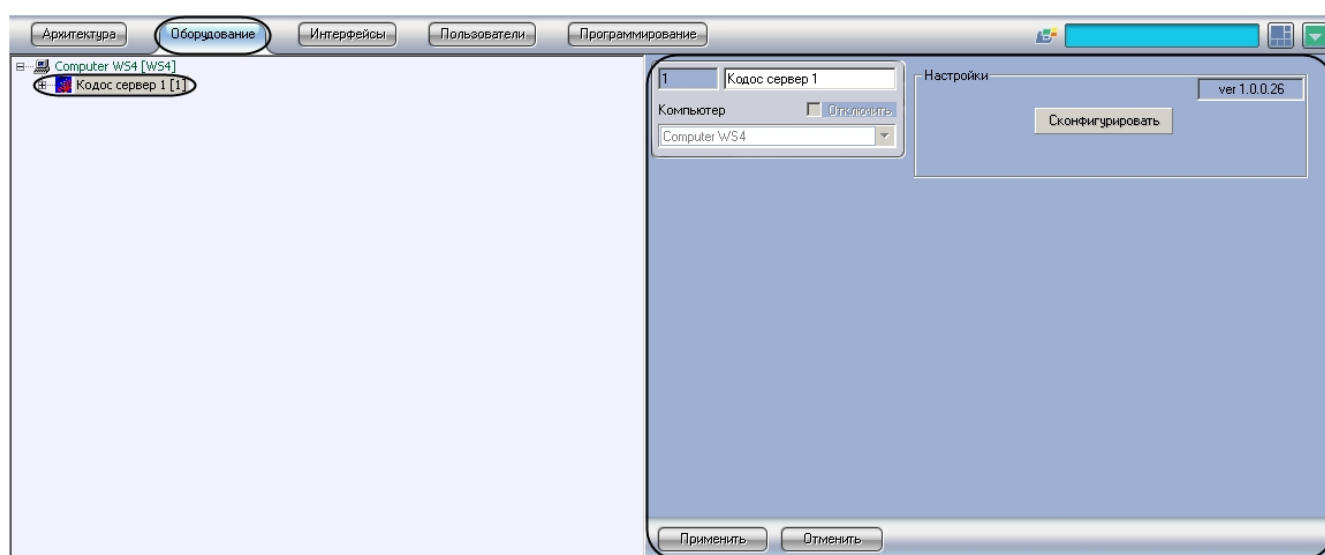 Архитектура Оборудование Интерфейсы Пользователи Программирование
Computer WS4 [WS4]
Кодос сервер 1 [1]
1 Кодос сервер 1
Компьютер Отключить
Computer WS4
Настройки
ver 1.0.0.26
Сконфигурировать
Применить Отменить